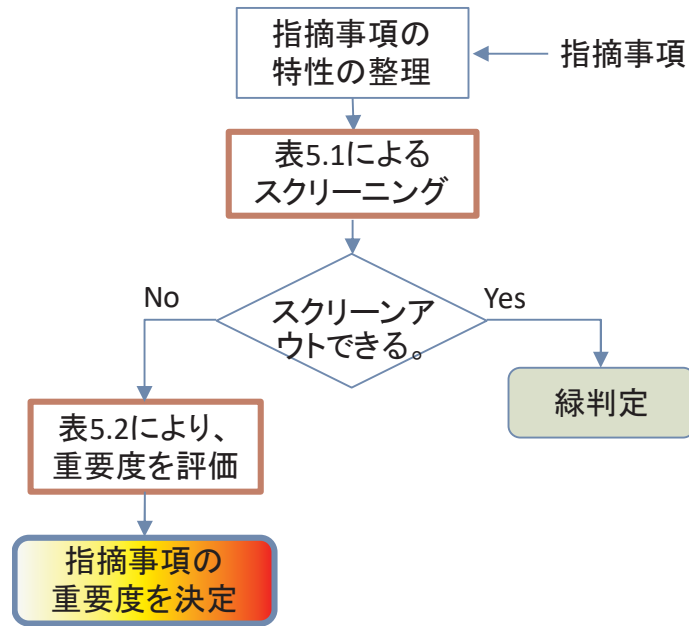 指摘事項の
特性の整理
指摘事項
表5.1による
スクリーニング
スクリーンア
ウトできる。
No
Yes
緑判定
表5.2により、
重要度を評価
指摘事項の
重要度を決定